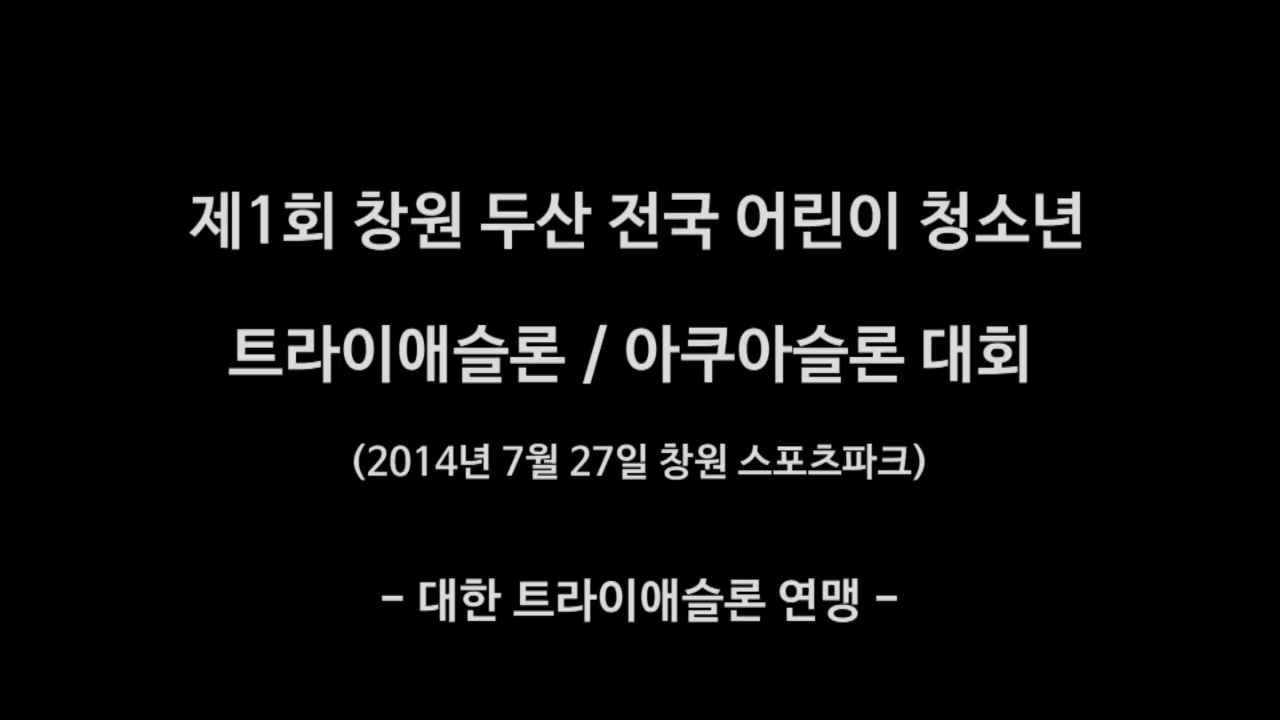 제1회 창원 두산 전국 어린이 청소년
트라이애슬론 / 아쿠아슬론 대회
(2014년 7월 27일 창원 스포츠파크)
- 대한 트라이애슬론 연맹 -